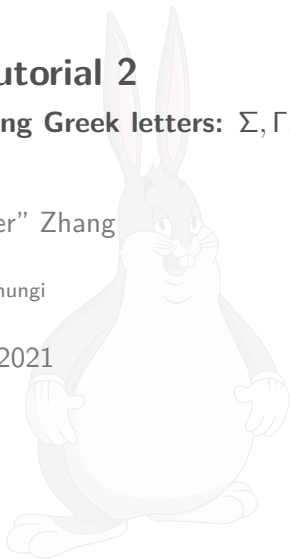 utorial 2
ng Greek letters: Σ, Γ
er” Zhang
hungi
2021